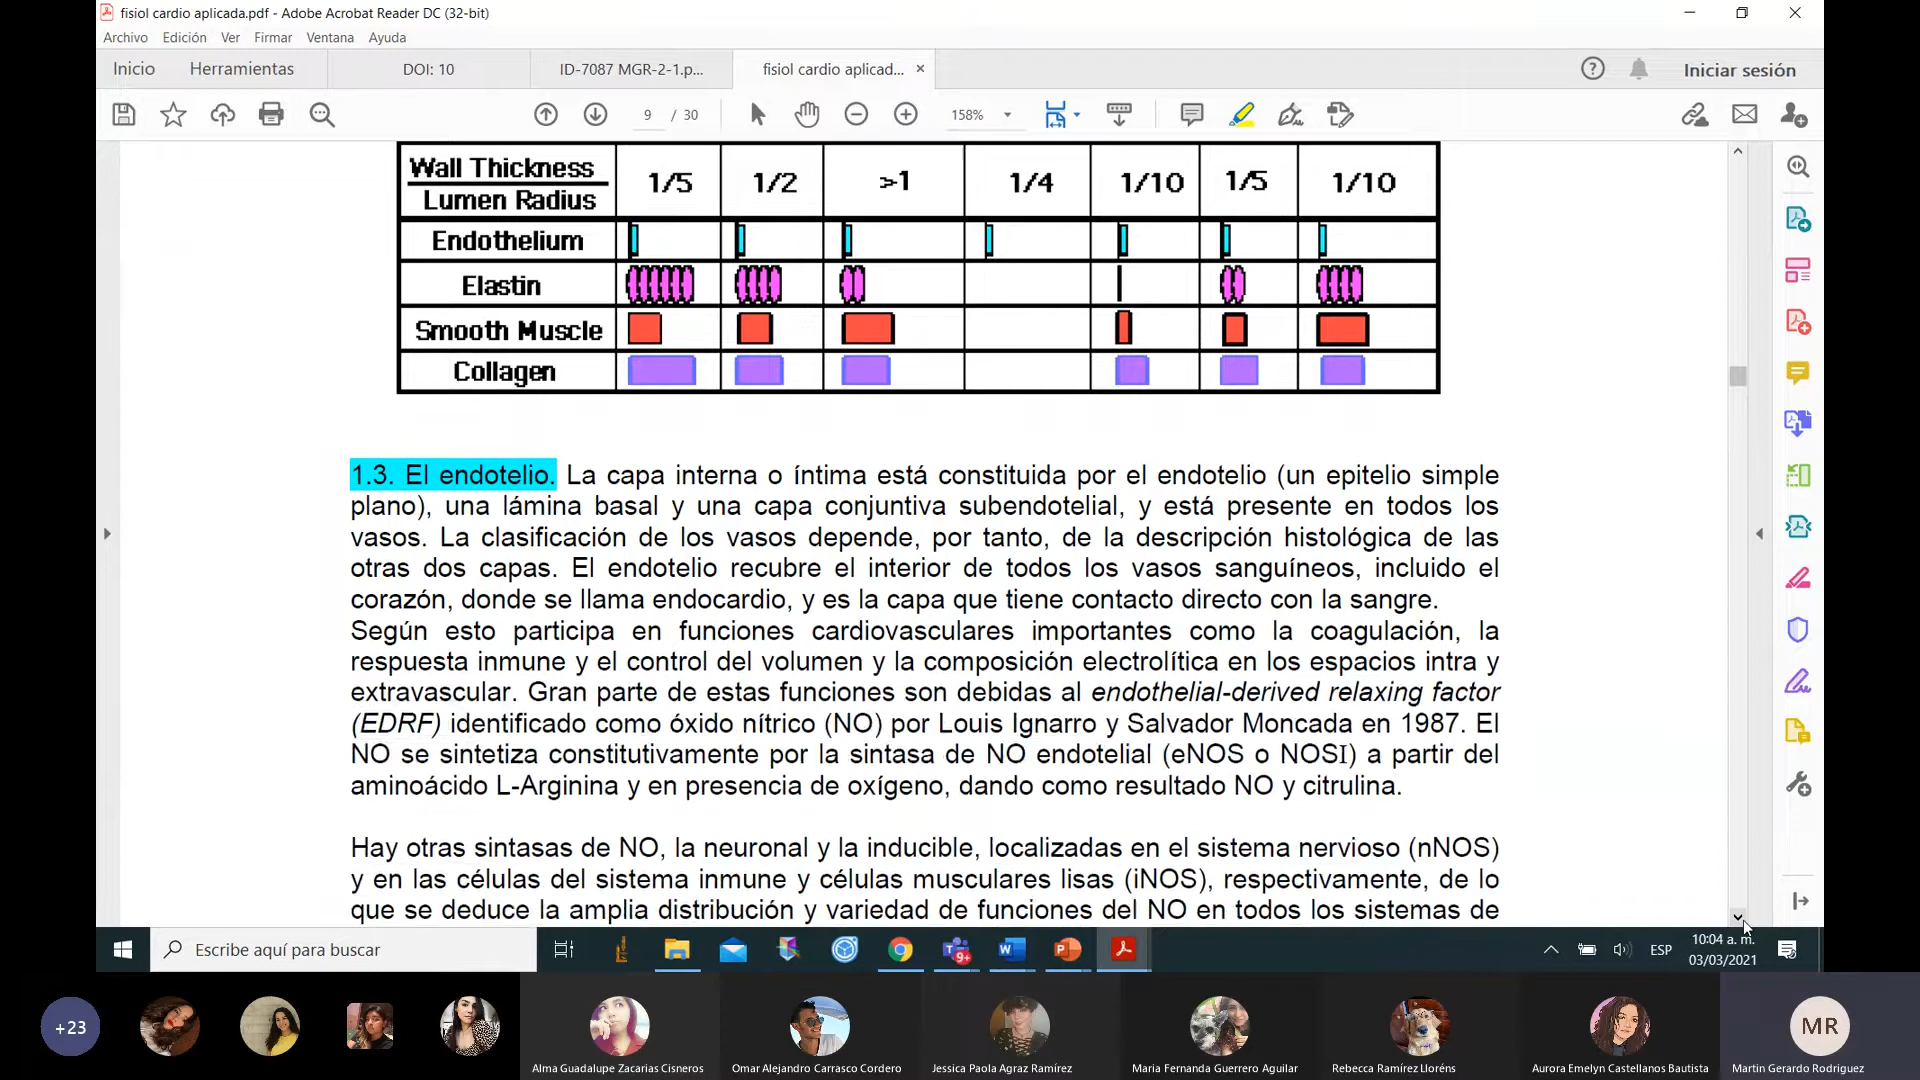 fisiol cardio aplicada.pdf - Adobe Acrobat Reader DC (32-bit)
Archivo Edición Ver Firmar Ventana Ayuda
Inicio Herramientas DOI: 10 ID-7087 MGR-2-1.p... fisiol cardio aplicad... × Iniciar sesión
9 / 30 158%
Wall Thickness
Lumen Radius 1/5 1/2 >1 1/4 1/10 1/5 1/10
Endothelium
Elastin
Smooth Muscle
Collagen
1.3. El endotelio. La capa interna o íntima está constituida por el endotelio (un epitelio simple
plano), una lámina basal y una capa conjuntiva subendotelial, y está presente en todos los
vasos. La clasificación de los vasos depende, por tanto, de la descripción histológica de las
otras dos capas. El endotelio recubre el interior de todos los vasos sanguíneos, incluido el
corazón, donde se llama endocardio, y es la capa que tiene contacto directo con la sangre.
Según esto participa en funciones cardiovasculares importantes como la coagulación, la
respuesta inmune y el control del volumen y la composición electrolítica en los espacios intra y
extravascular. Gran parte de estas funciones son debidas al endothelial-derived relaxing factor
(EDRF) identificado como óxido nítrico (NO) por Louis Ignarro y Salvador Moncada en 1987. El
NO se sintetiza constitutivamente por la sintasa de NO endotelial (eNOS o NOSI) a partir del
aminoácido L-Arginina y en presencia de oxígeno, dando como resultado NO y citrulina.
Hay otras sintasas de NO, la neuronal y la inducible, localizadas en el sistema nervioso (nNOS)
y en las células del sistema inmune y células musculares lisas (iNOS), respectivamente, de lo
que se deduce la amplia distribución y variedad de funciones del NO en todos los sistemas de
Escribe aquí para buscar 9+ ESP 10:04 a. m.
03/03/2021
+23 MR
Alma Guadalupe Zacarias Cisneros Omar Alejandro Carrasco Cordero Jessica Paola Agraz Ramírez Maria Fernanda Guerrero Aguilar Rebecca Ramírez Lloréns Aurora Emelyn Castellanos Bautista Martin Gerardo Rodriguez